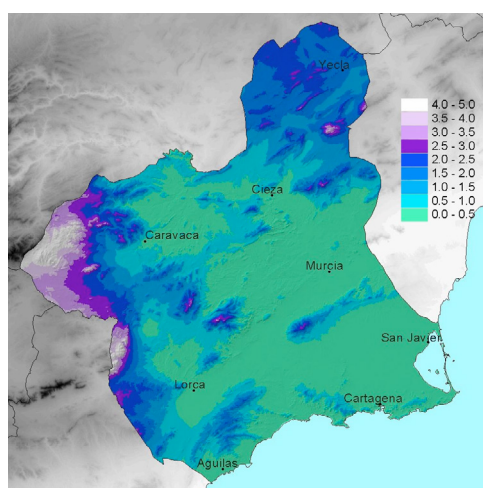 Yecla
4.0 - 5.0
3.5 - 4.0
3.0 - 3.5
2.5 - 3.0
2.0 - 2.5
1.5 - 2.0
1.0 - 1.5
0.5 - 1.0
0.0 - 0.5
Cieza
Caravaca
Murcia
San Javier
Lorca
Cartagena
Aguilas